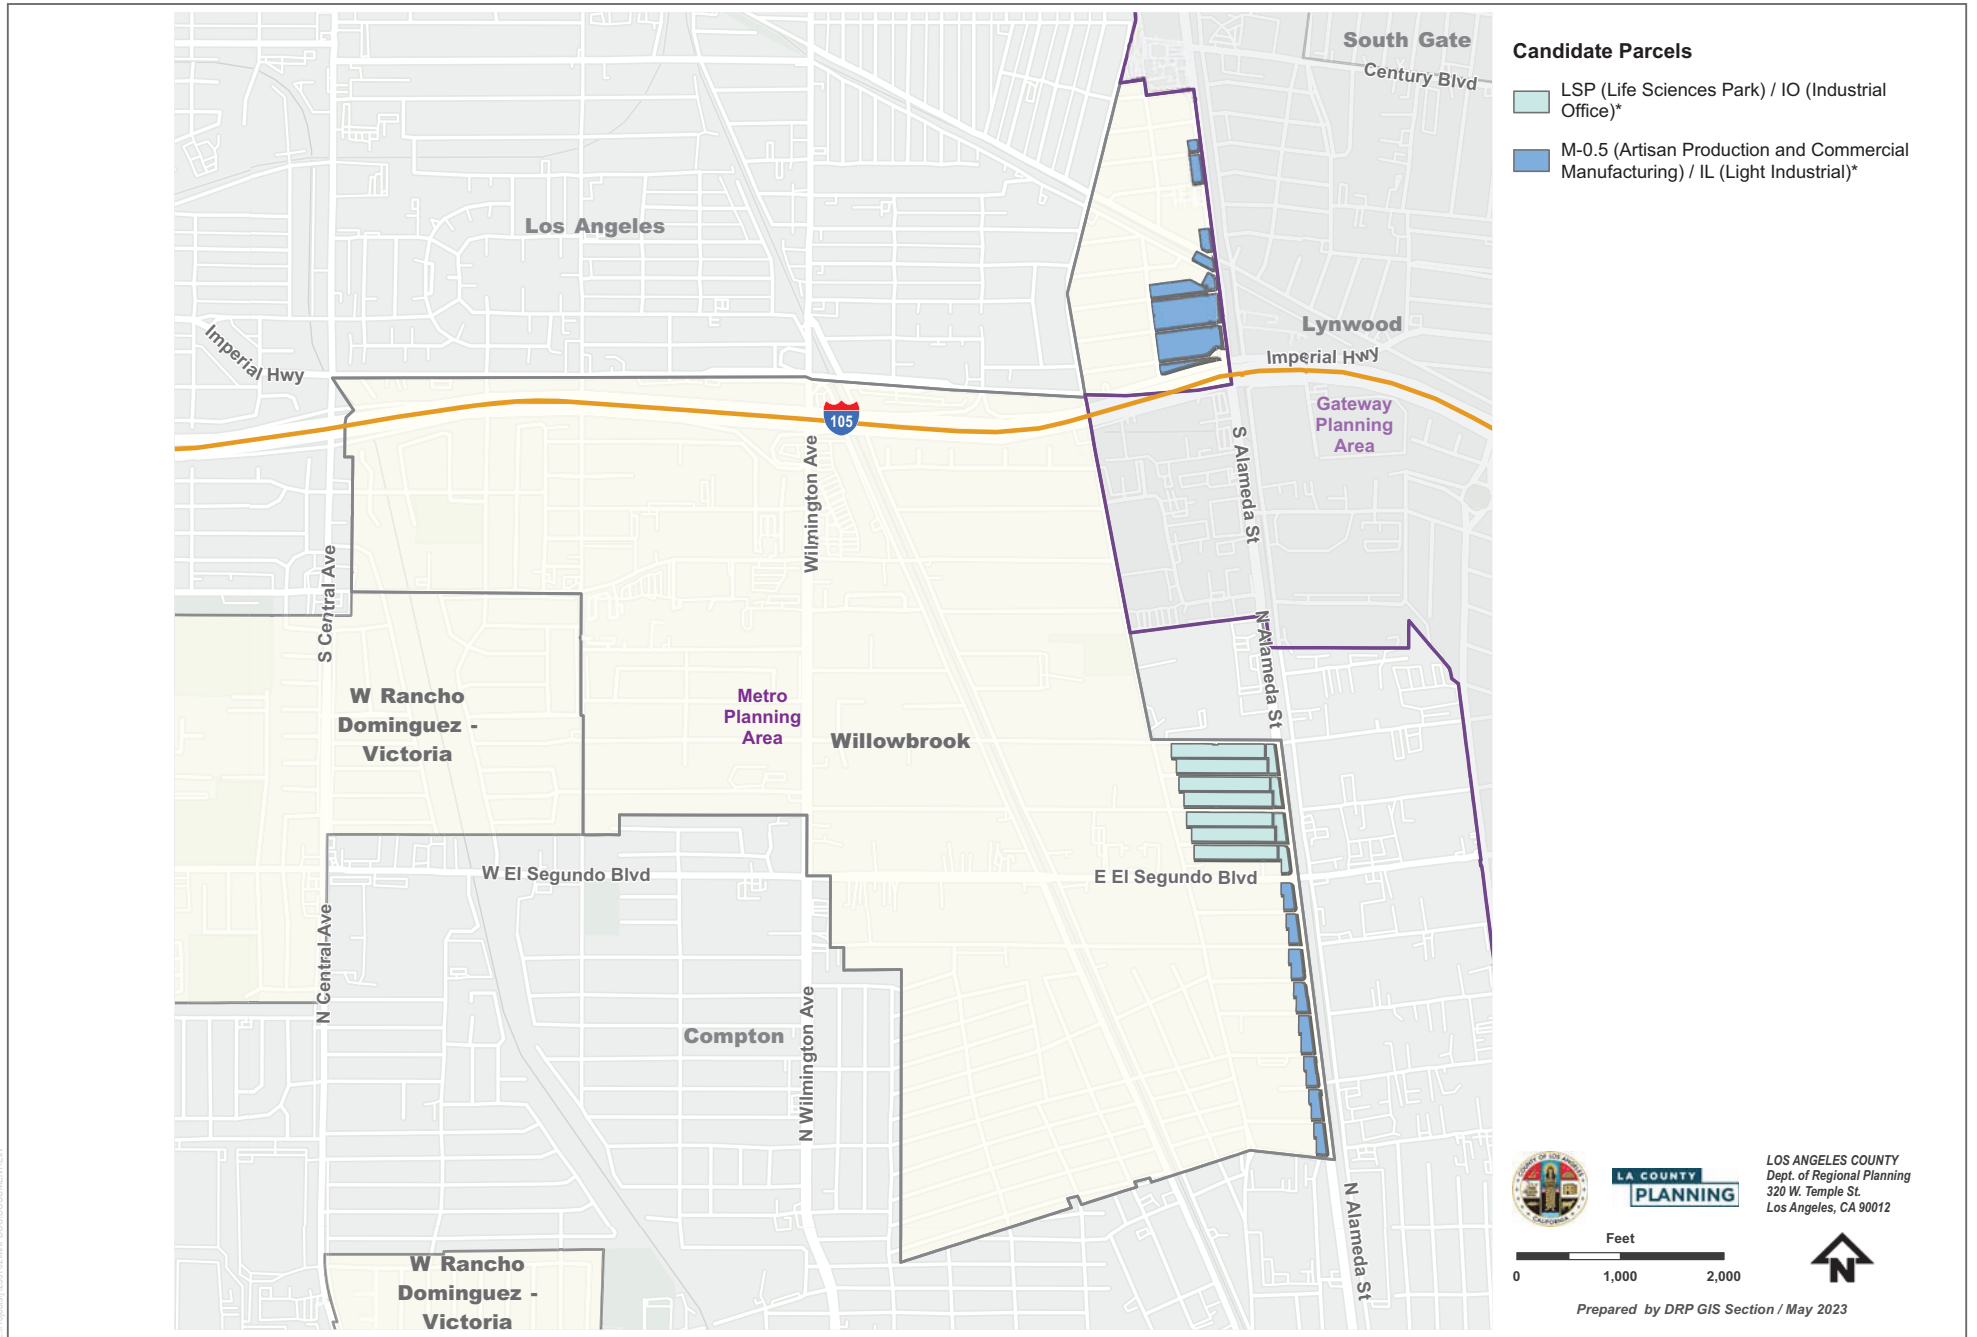 South Gate
Century Blvd
Candidate Parcels
LSP (Life Sciences Park) / IO (Industrial
Office)*
M-0.5 (Artisan Production and Commercial
Manufacturing) / IL (Light Industrial)*
Los Angeles
Lynwood
Imperial Hwy
Imperial Hwy
105
Gateway
Planning
Area
S Alameda St
Wilmington Ave
S Central Ave
N Alameda St
W Rancho
Dominguez -
Victoria
Metro
Planning
Area
Willowbrook
W El Segundo Blvd
E El Segundo Blvd
N Central Ave
Compton
N Wilmington Ave
N Alameda St
W Rancho
Dominguez -
Victoria
COUNTY OF LOS ANGELES
CALIFORNIA
LA COUNTY
PLANNING
LOS ANGELES COUNTY
Dept. of Regional Planning
320 W. Temple St.
Los Angeles, CA 90012
Feet
0 1,000 2,000
N
Prepared by DRP GIS Section / May 2023